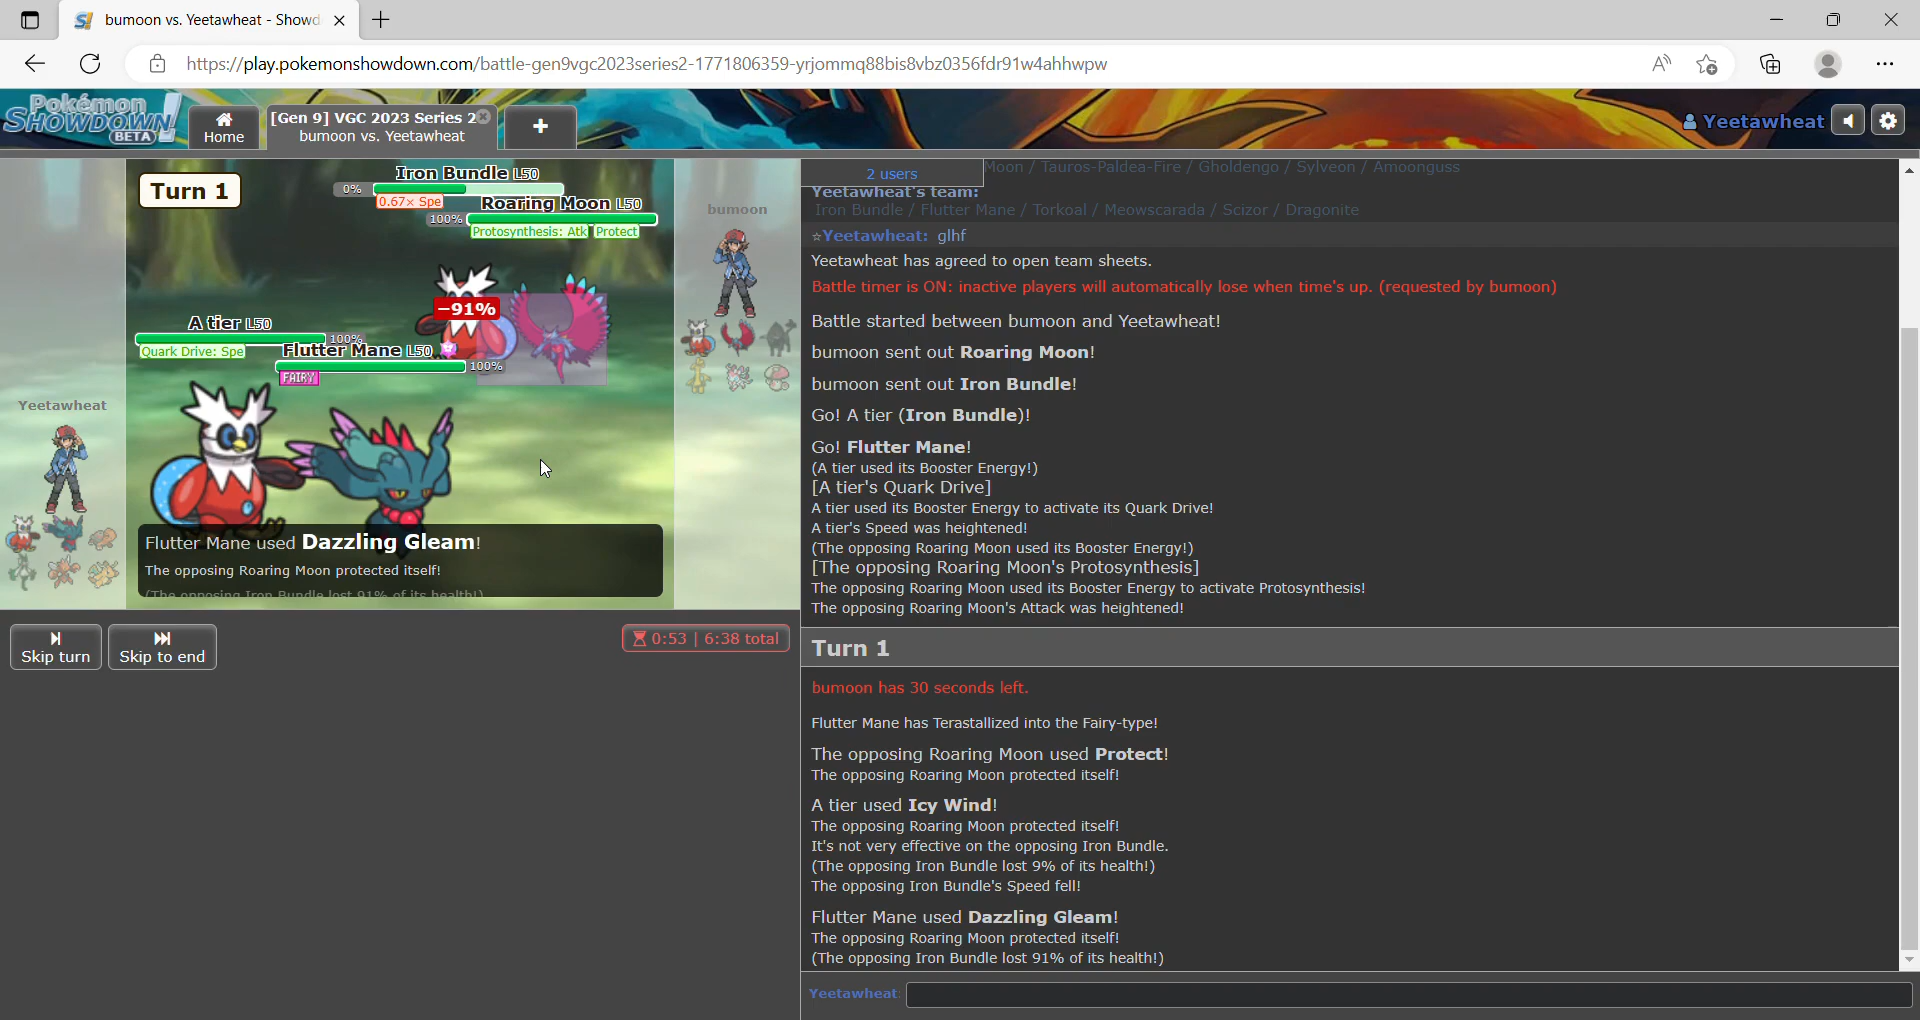 bumoon vs. Yeetawheat - Showd
https://play.pokemonshowdown.com/battle-gen9vgc2023series2-1771806359-yrjommq88bis8vbz0356fdr91w4ahhwpw
Pokémon
SHOWDOWN
BETA
Home
[Gen 9] VGC 2023 Series 2
bumoon vs. Yeetawheat
Yeetawheat
Turn 1
Iron Bundle L50
0%
0.67× Spe
Roaring Moon L50
100%
Protosynthesis: Atk Protect
bumoon
−91%
A tier L50
100%
Quark Drive: Spe
Flutter Mane L50
100%
FAIRY
Yeetawheat
Flutter Mane used Dazzling Gleam!
The opposing Roaring Moon protected itself!
(The opposing Iron Bundle lost 91% of its health!)
Skip turn
Skip to end
0:53 | 6:38 total
2 users
Moon / Tauros-Paldea-Fire / Gholdengo / Sylveon / Amoonguss
Yeetawheat's team:
Iron Bundle / Flutter Mane / Torkoal / Meowscarada / Scizor / Dragonite
☆Yeetawheat: glhf
Yeetawheat has agreed to open team sheets.
Battle timer is ON: inactive players will automatically lose when time's up. (requested by bumoon)
Battle started between bumoon and Yeetawheat!
bumoon sent out Roaring Moon!
bumoon sent out Iron Bundle!
Go! A tier (Iron Bundle)!
Go! Flutter Mane!
(A tier used its Booster Energy!)
[A tier's Quark Drive]
A tier used its Booster Energy to activate its Quark Drive!
A tier's Speed was heightened!
(The opposing Roaring Moon used its Booster Energy!)
[The opposing Roaring Moon's Protosynthesis]
The opposing Roaring Moon used its Booster Energy to activate Protosynthesis!
The opposing Roaring Moon's Attack was heightened!
Turn 1
bumoon has 30 seconds left.
Flutter Mane has Terastallized into the Fairy-type!
The opposing Roaring Moon used Protect!
The opposing Roaring Moon protected itself!
A tier used Icy Wind!
The opposing Roaring Moon protected itself!
It's not very effective on the opposing Iron Bundle.
(The opposing Iron Bundle lost 9% of its health!)
The opposing Iron Bundle's Speed fell!
Flutter Mane used Dazzling Gleam!
The opposing Roaring Moon protected itself!
(The opposing Iron Bundle lost 91% of its health!)
Yeetawheat: